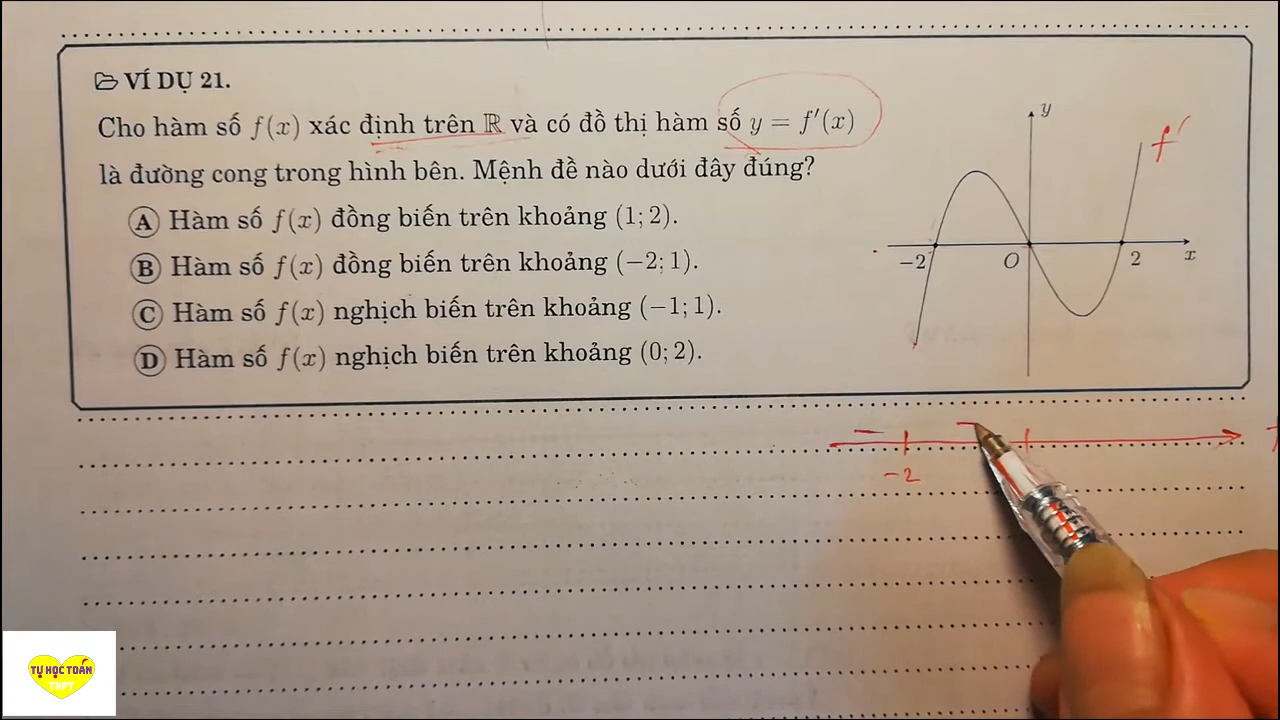 VÍ DỤ 21.
Cho hàm số f(x) xác định trên ℝ và có đồ thị hàm số y = f′(x)
là đường cong trong hình bên. Mệnh đề nào dưới đây đúng?
A Hàm số f(x) đồng biến trên khoảng (1; 2).
B Hàm số f(x) đồng biến trên khoảng (−2; 1).
C Hàm số f(x) nghịch biến trên khoảng (−1; 1).
D Hàm số f(x) nghịch biến trên khoảng (0; 2).
y
f′
−2 O 2 x
−
−2
TỰ HỌC TOÁN
THPT